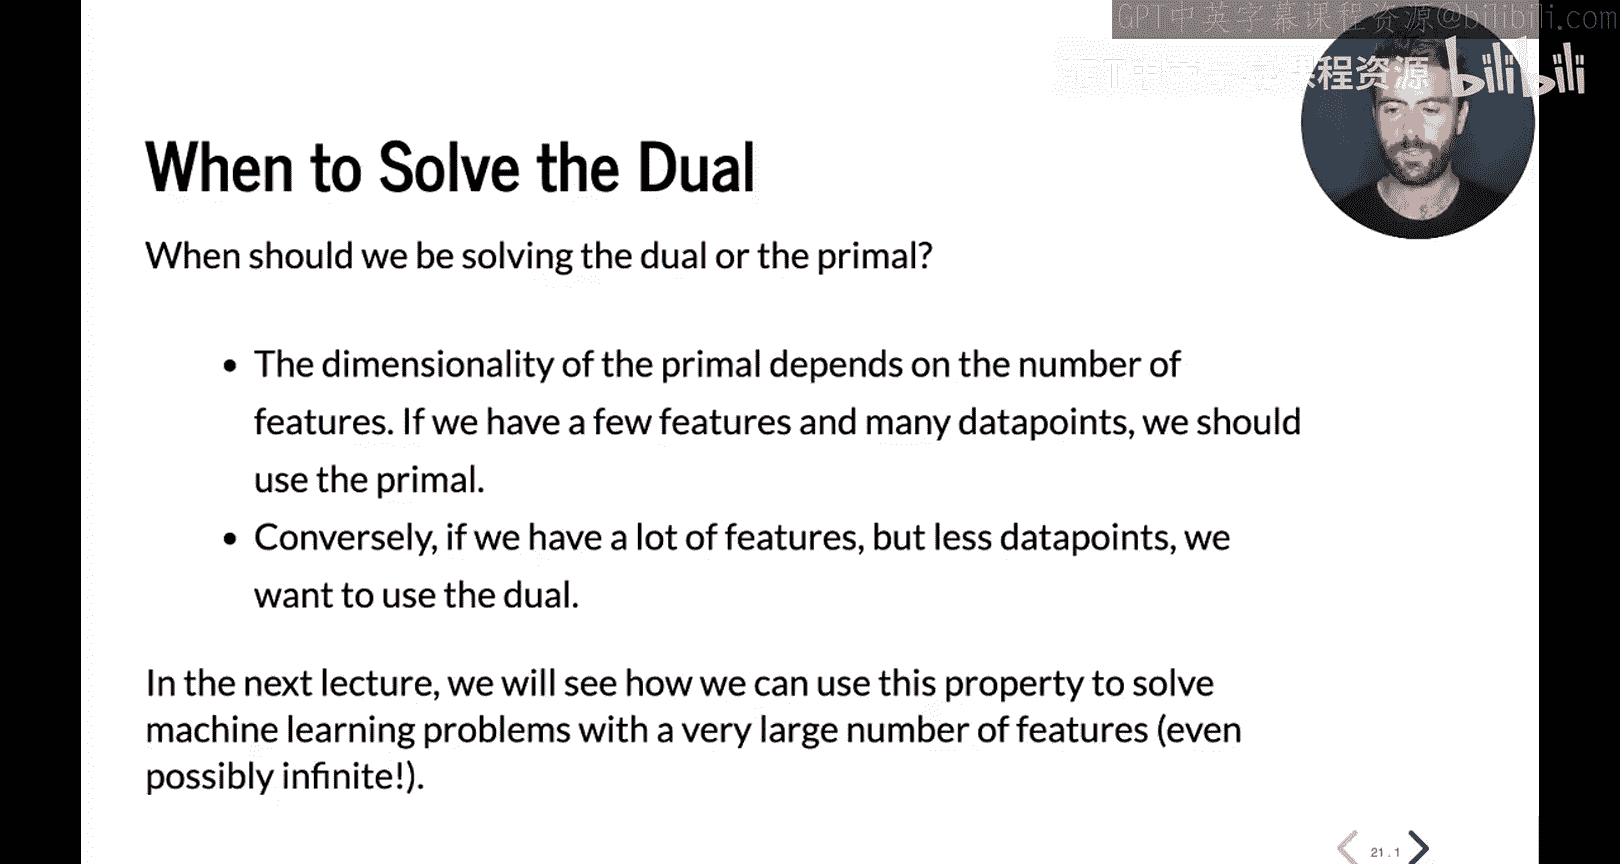 GPT中英字幕课程资源@bilibili.com
课程资源 bilibili
When to Solve the Dual
When should we be solving the dual or the primal?
• The dimensionality of the primal depends on the number of
features. If we have a few features and many datapoints, we should
use the primal.
• Conversely, if we have a lot of features, but less datapoints, we
want to use the dual.
In the next lecture, we will see how we can use this property to solve
machine learning problems with a very large number of features (even
possibly infinite!).
21 . 1